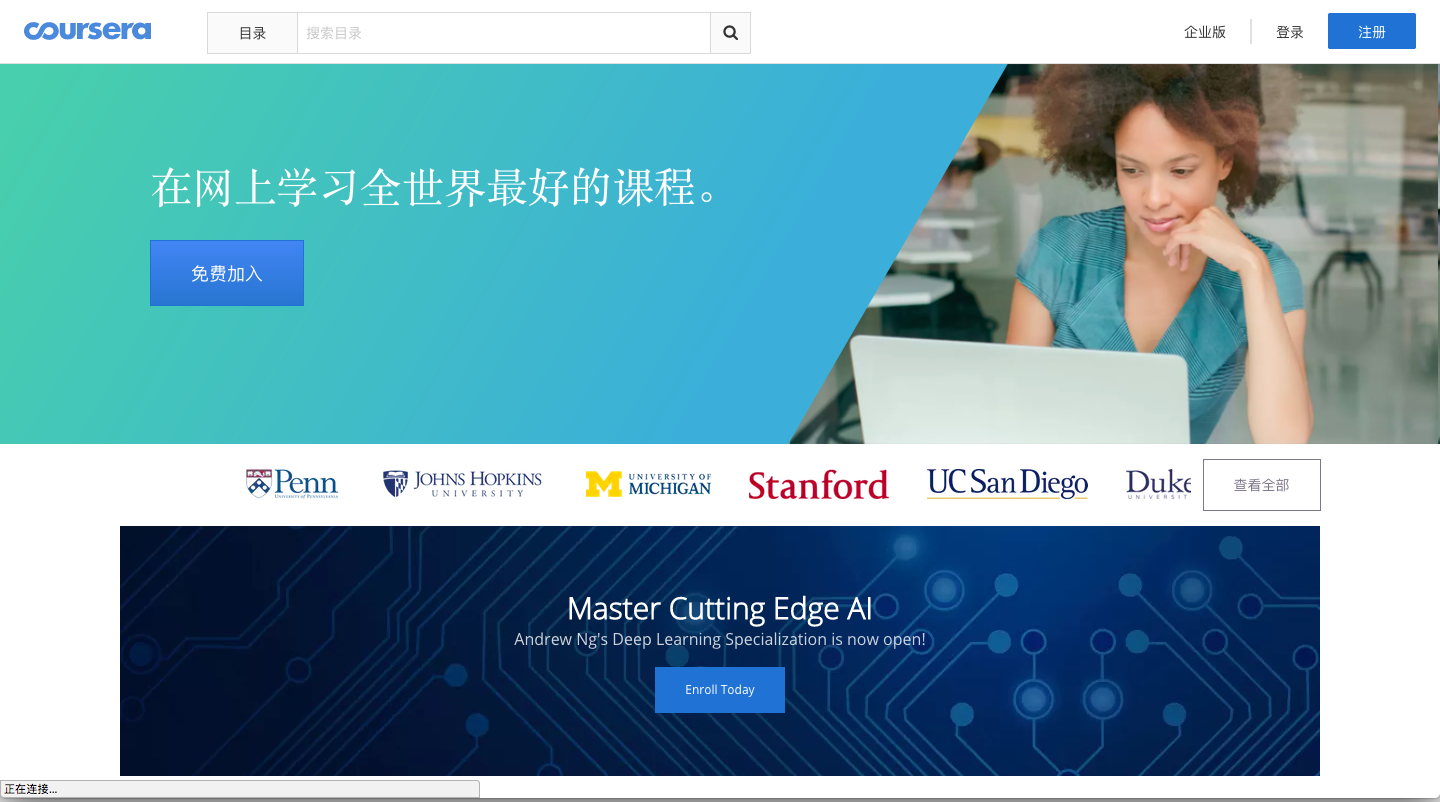 coursera
目录
搜索目录
企业版
登录
注册
在网上学习全世界最好的课程。
免费加入
Penn
UNIVERSITY of PENNSYLVANIA
JOHNS HOPKINS
UNIVERSITY
M
UNIVERSITY OF
MICHIGAN
Stanford
UC San Diego
Duke
UNIVERSIT
查看全部
Master Cutting Edge AI
Andrew Ng's Deep Learning Specialization is now open!
Enroll Today
正在连接...